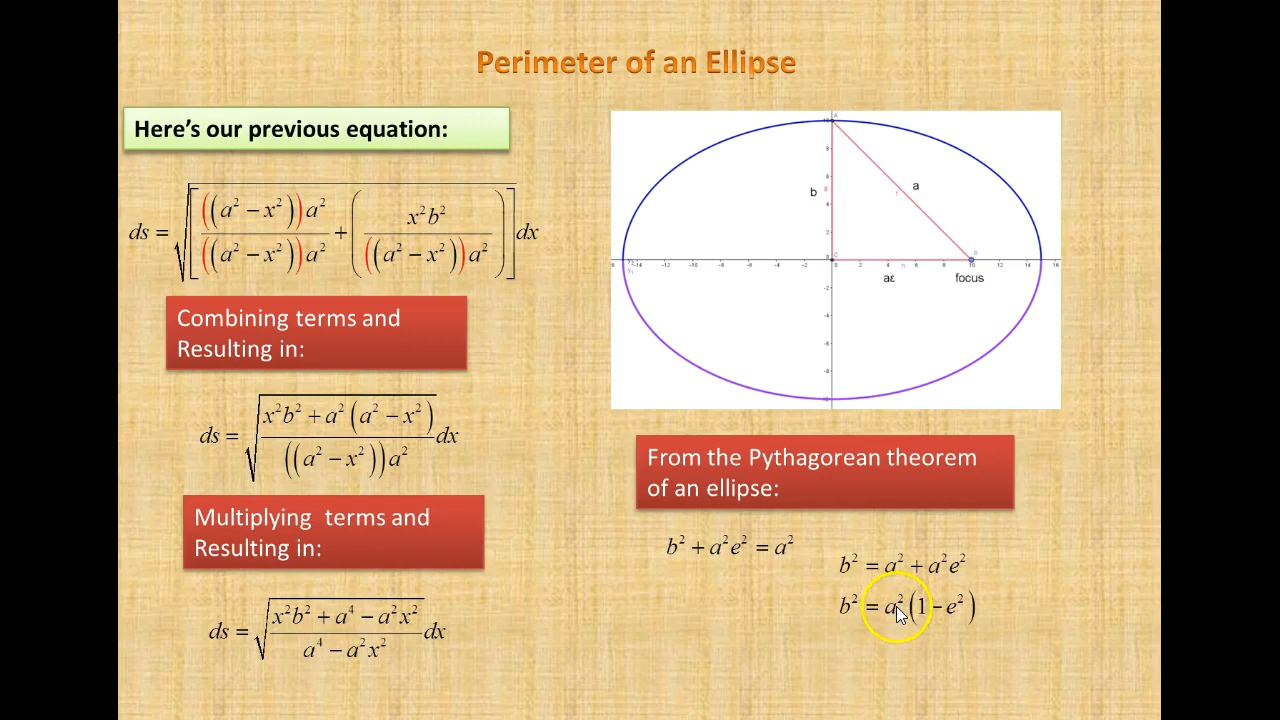 Perimeter of an Ellipse
Here's our previous equation:
ds = √[((a² − x²))a² / ((a² − x²))a² + (x²b² / ((a² − x²))a²)] dx
Combining terms and
Resulting in:
ds = √(x²b² + a²(a² − x²) / ((a² − x²))a²) dx
Multiplying terms and
Resulting in:
ds = √(x²b² + a⁴ − a²x² / a⁴ − a²x²) dx
A
b
a
aε
focus
From the Pythagorean theorem
of an ellipse:
b² + a²e² = a²
b² = a² + a²e²
b² = a²(1 − e²)